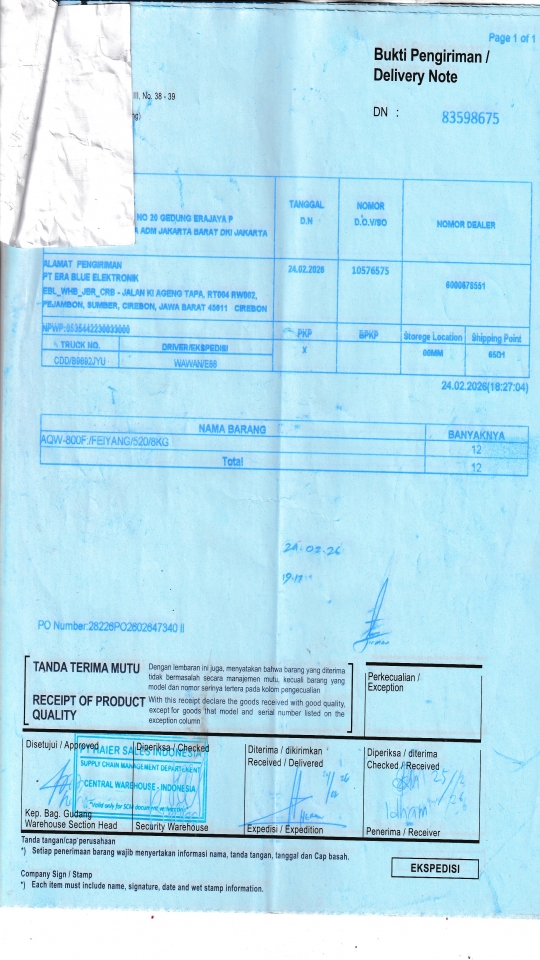 Page 1 of 1
Bukti Pengiriman /
Delivery Note
III, No. 38 - 39
DN : 83598675
NO 20 GEDUNG ERAJAYA P
ADM JAKARTA BARAT DKI JAKARTA
TANGGAL
D.N
NOMOR
D.O.V/SO
NOMOR DEALER
ALAMAT PENGIRIMAN
PT ERA BLUE ELEKTRONIK
EBL_WHB_JBR_CRB - JALAN KI AGENG TAPA, RT004 RW002,
PEJAMBON, SUMBER, CIREBON, JAWA BARAT 45611 CIREBON
24.02.2026
10576575
NPWP:
PKP
BPKP
Storege Location
Shipping Point
TRUCK NO.
DRIVER/EKSPEDISI
X
00MM
65D1
CDD/B9892JYU
WAWAN/E98
24.02.2026(18:27:04)
NAMA BARANG
BANYAKNYA
AQW-800F:/FEIYANG/520/8KG
12
Total
12
PO Number:28226PO2602647340 II
TANDA TERIMA MUTU
Dengan lembaran ini juga, menyatakan bahwa barang yang diterima
tidak bermasalah secara manajemen mutu, kecuali barang yang
model dan nomor serinya tertera pada kolom pengecualian
RECEIPT OF PRODUCT
QUALITY
With this receipt declare the goods received with good quality,
except for goods that model and serial number listed on the
exception column
Perkecualian /
Exception
Disetujui / Approved
Diperiksa / Checked
Diterima / dikirimkan
Received / Delivered
Diperiksa / diterima
Checked / Received
PT HAIER SALES INDONESIA
SUPPLY CHAIN MANAGEMENT DEPARTEMENT
CENTRAL WAREHOUSE - INDONESIA
25/2
26
Idham
Kep. Bag. Gudang
Warehouse Section Head
Security Warehouse
Expedisi / Expedition
Penerima / Receiver
Tanda tangan/cap perusahaan
*) Setiap penerimaan barang wajib menyertakan informasi nama, tanda tangan, tanggal dan Cap basah.
EKSPEDISI
Company Sign / Stamp
*) Each item must include name, signature, date and wet stamp information.